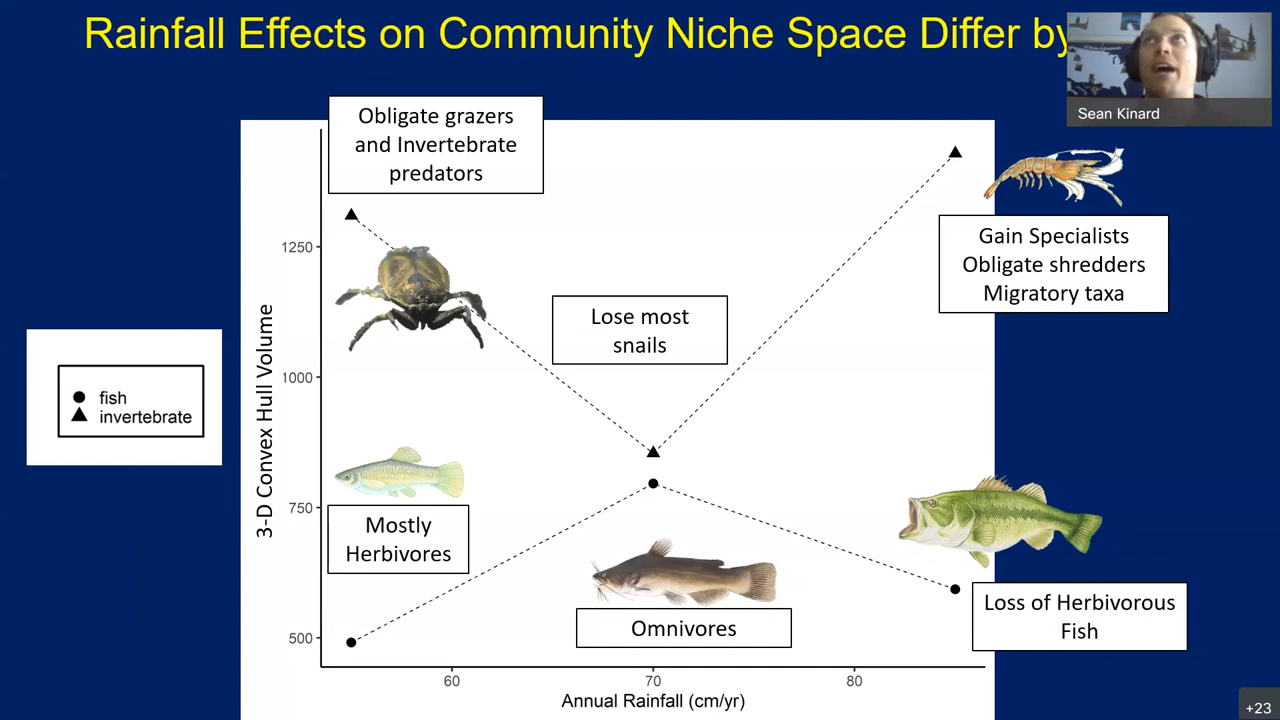 Rainfall Effects on Community Niche Space Differ by
Sean Kinard
Obligate grazers
and Invertebrate
predators
Gain Specialists
Obligate shredders
Migratory taxa
Lose most
snails
fish
invertebrate
Mostly
Herbivores
Omnivores
Loss of Herbivorous
Fish
3-D Convex Hull Volume
1250
1000
750
500
60
70
80
Annual Rainfall (cm/yr)
+23